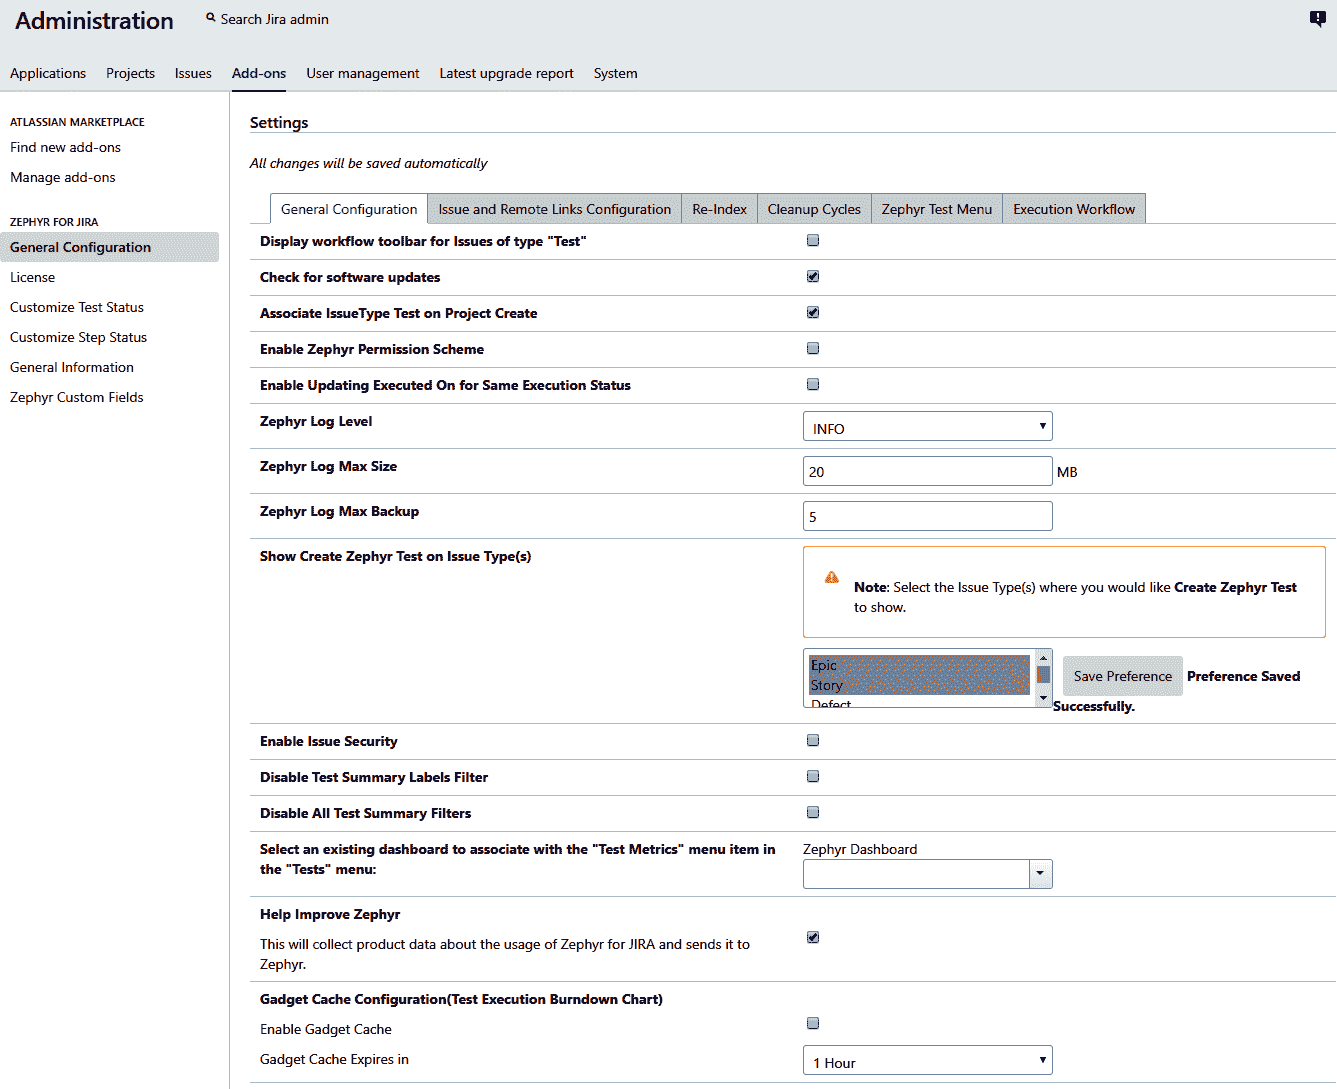 Administration
Search Jira admin
Applications Projects Issues Add-ons User management Latest upgrade report System
ATLASSIAN MARKETPLACE
Find new add-ons
Manage add-ons
ZEPHYR FOR JIRA
General Configuration
License
Customize Test Status
Customize Step Status
General Information
Zephyr Custom Fields
Settings
All changes will be saved automatically
General Configuration Issue and Remote Links Configuration Re-Index Cleanup Cycles Zephyr Test Menu Execution Workflow
Display workflow toolbar for Issues of type "Test"
Check for software updates
Associate IssueType Test on Project Create
Enable Zephyr Permission Scheme
Enable Updating Executed On for Same Execution Status
Zephyr Log Level
INFO
Zephyr Log Max Size
20 MB
Zephyr Log Max Backup
5
Show Create Zephyr Test on Issue Type(s)
Note: Select the Issue Type(s) where you would like Create Zephyr Test
to show.
Epic
Story
Defect
Save Preference Preference Saved
Successfully.
Enable Issue Security
Disable Test Summary Labels Filter
Disable All Test Summary Filters
Select an existing dashboard to associate with the "Test Metrics" menu item in
the "Tests" menu:
Zephyr Dashboard
Help Improve Zephyr
This will collect product data about the usage of Zephyr for JIRA and sends it to
Zephyr.
Gadget Cache Configuration(Test Execution Burndown Chart)
Enable Gadget Cache
Gadget Cache Expires in
1 Hour